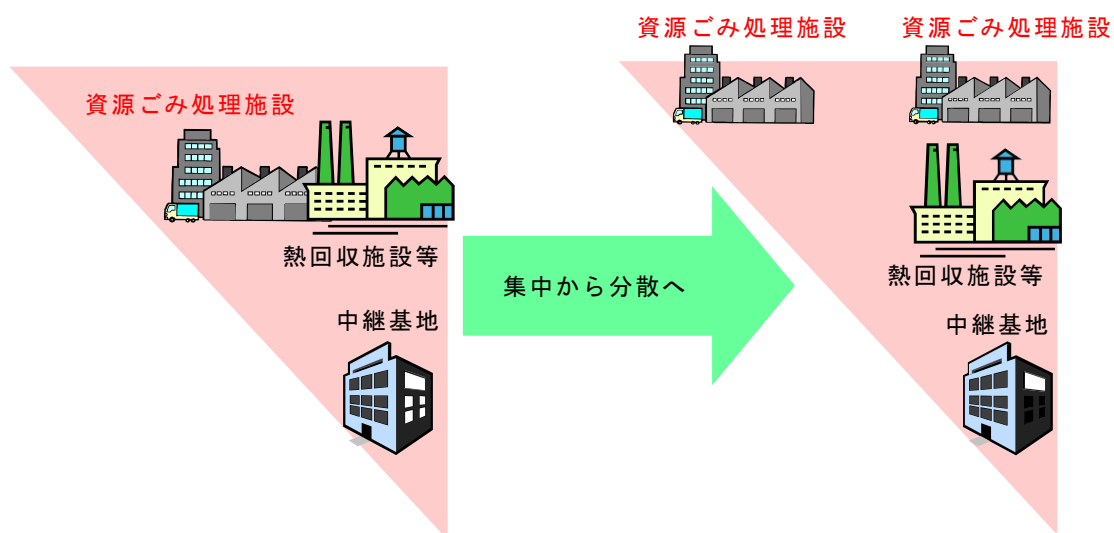 資源ごみ処理施設
熱回収施設等
中継基地
集中から分散へ
資源ごみ処理施設
資源ごみ処理施設
熱回収施設等
中継基地